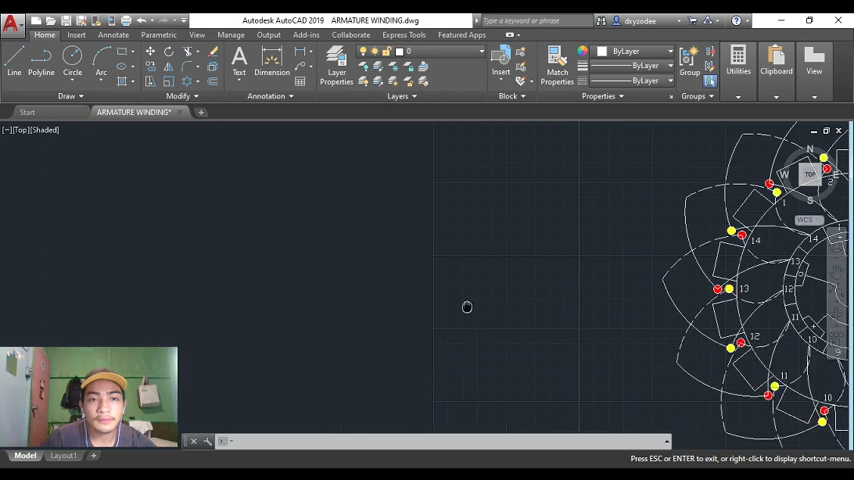 Autodesk AutoCAD 2019 ARMATURE WINDING.dwg
Type a keyword or phrase
dxyzodee
Home Insert Annotate Parametric View Manage Output Add-ins Collaborate Express Tools Featured Apps
Line Polyline Circle Arc
Text Dimension
Layer Properties
0
Insert
Match Properties
ByLayer
ByLayer
ByLayer
Group
Utilities
Clipboard
View
Draw Modify Annotation Layers Block Properties Groups
Start ARMATURE WINDING*
[−][Top][Shaded]
N
W TOP E
S
WCS
2
1
14
14
13
13
12
12
11
11
10
10
9
Model Layout1
Press ESC or ENTER to exit, or right-click to display shortcut-menu.